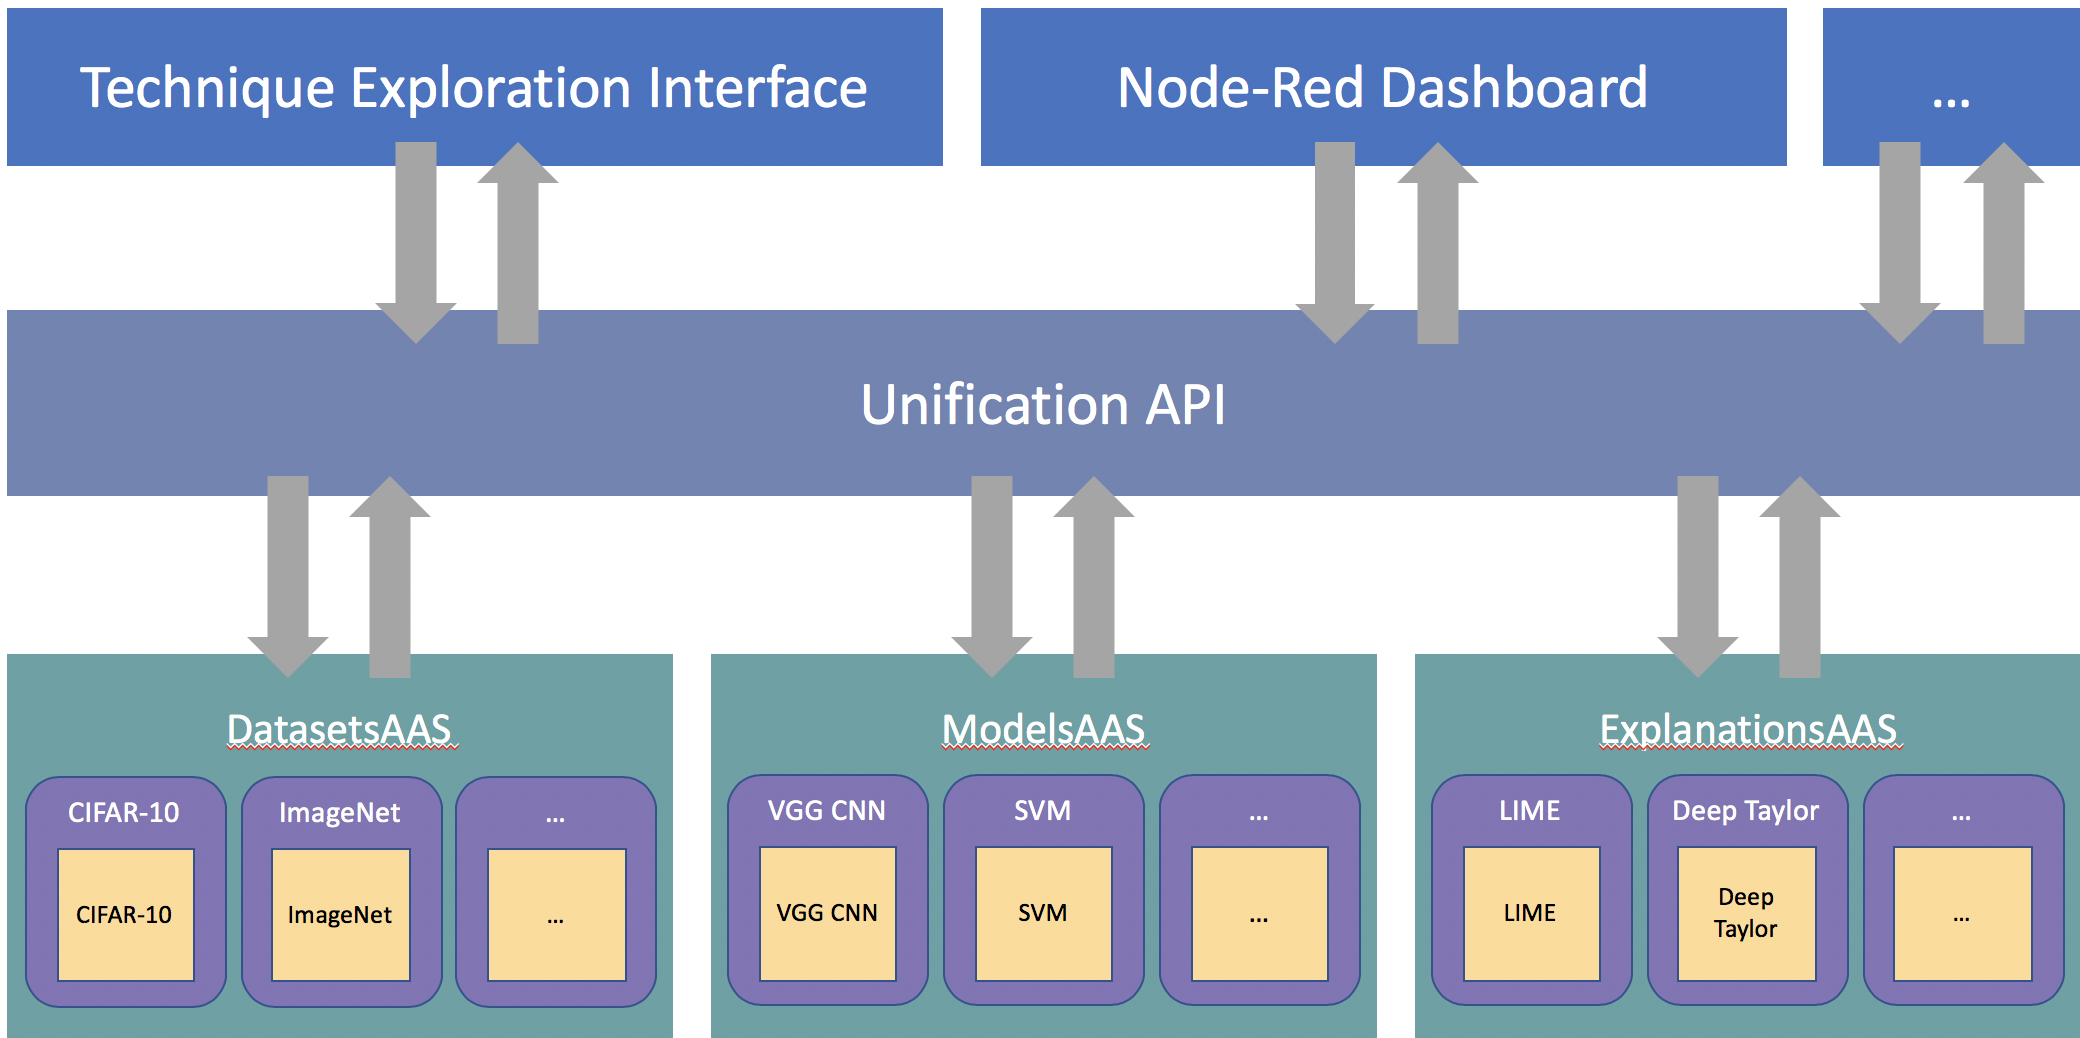 Technique Exploration Interface
Node-Red Dashboard
...
Unification API
DatasetsAAS
ModelsAAS
ExplanationsAAS
CIFAR-10
ImageNet
...
VGG CNN
SVM
...
LIME
Deep Taylor
...
CIFAR-10
ImageNet
...
VGG CNN
SVM
...
LIME
Deep
Taylor
...